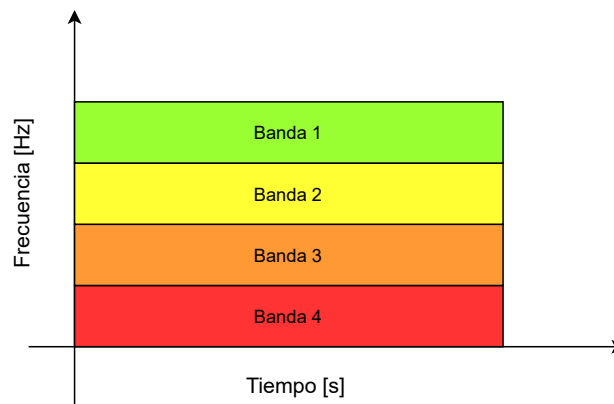 Frecuencia [Hz]
Banda 1
Banda 2
Banda 3
Banda 4
Tiempo [s]